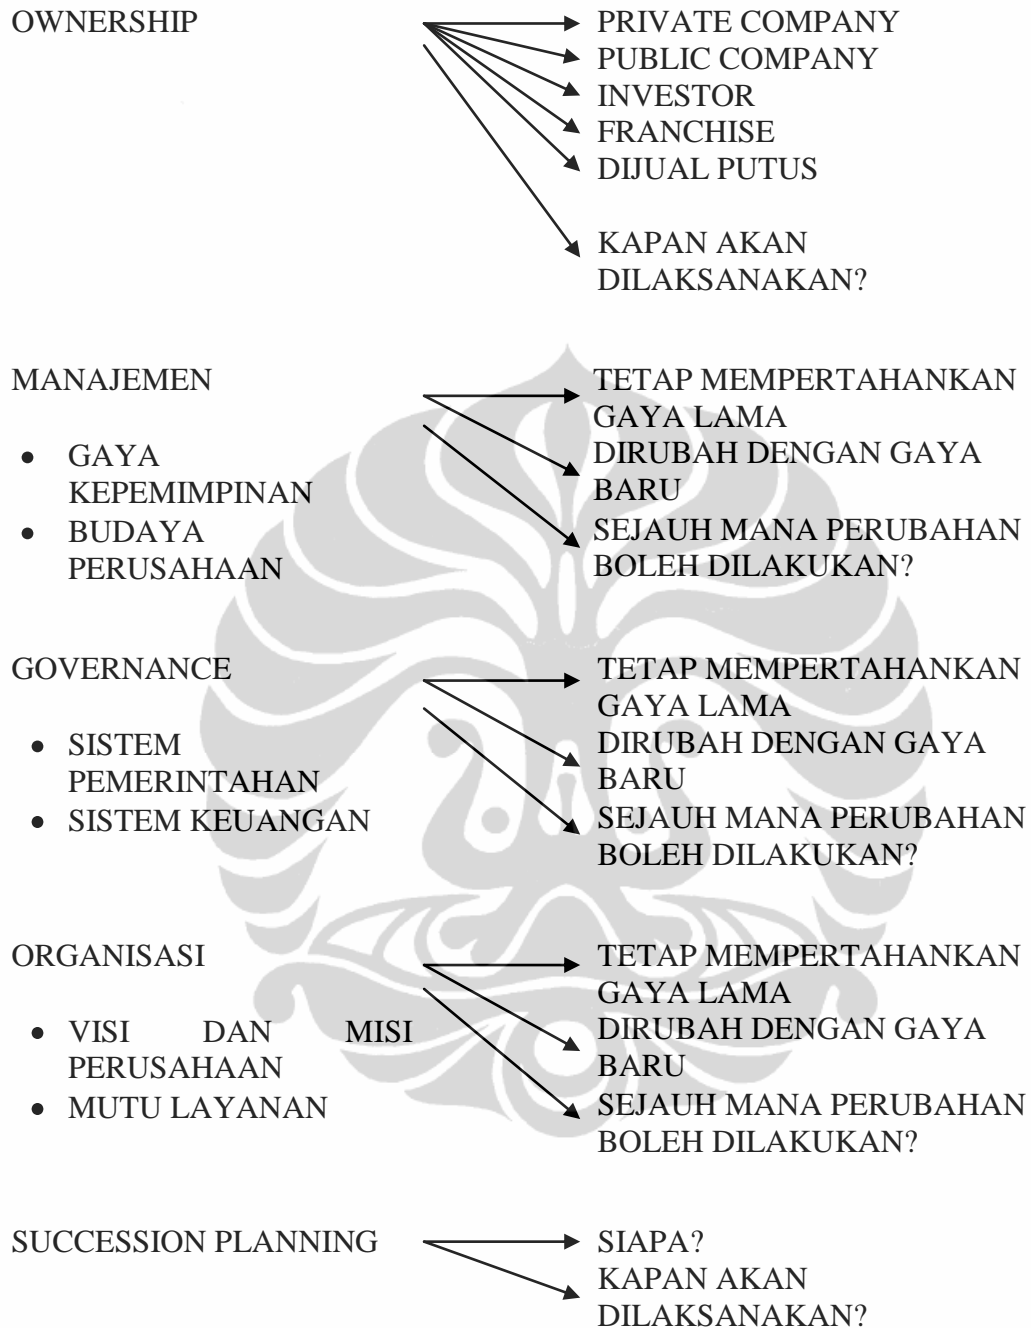 OWNERSHIP
PRIVATE COMPANY
PUBLIC COMPANY
INVESTOR
FRANCHISE
DIJUAL PUTUS
KAPAN AKAN
DILAKSANAKAN?
MANAJEMEN
• GAYA
KEPEMIMPINAN
• BUDAYA
PERUSAHAAN
TETAP MEMPERTAHANKAN
GAYA LAMA
DIRUBAH DENGAN GAYA
BARU
SEJAUH MANA PERUBAHAN
BOLEH DILAKUKAN?
GOVERNANCE
• SISTEM
PEMERINTAHAN
• SISTEM KEUANGAN
TETAP MEMPERTAHANKAN
GAYA LAMA
DIRUBAH DENGAN GAYA
BARU
SEJAUH MANA PERUBAHAN
BOLEH DILAKUKAN?
ORGANISASI
• VISI DAN MISI
PERUSAHAAN
• MUTU LAYANAN
TETAP MEMPERTAHANKAN
GAYA LAMA
DIRUBAH DENGAN GAYA
BARU
SEJAUH MANA PERUBAHAN
BOLEH DILAKUKAN?
SUCCESSION PLANNING
SIAPA?
KAPAN AKAN
DILAKSANAKAN?